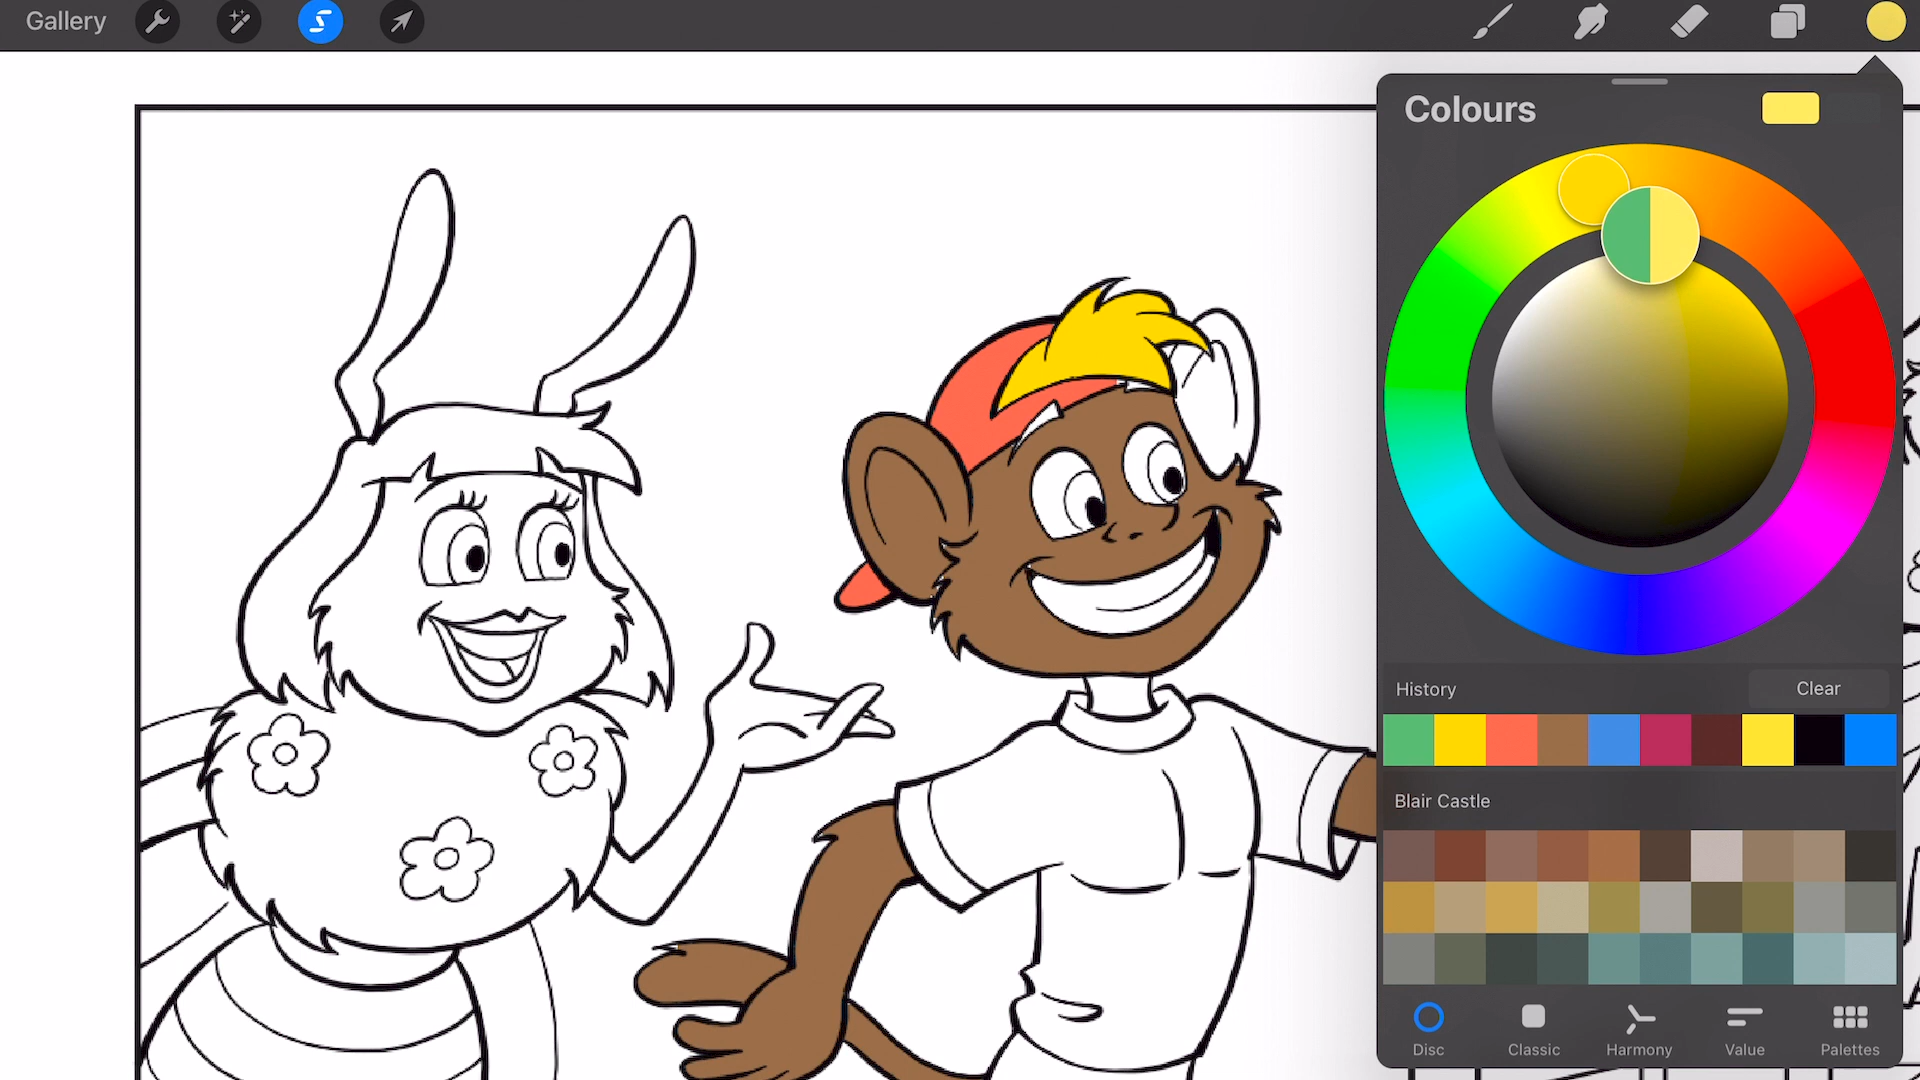 Gallery
Colours
History
Clear
Blair Castle
Disc
Classic
Harmony
Value
Palettes